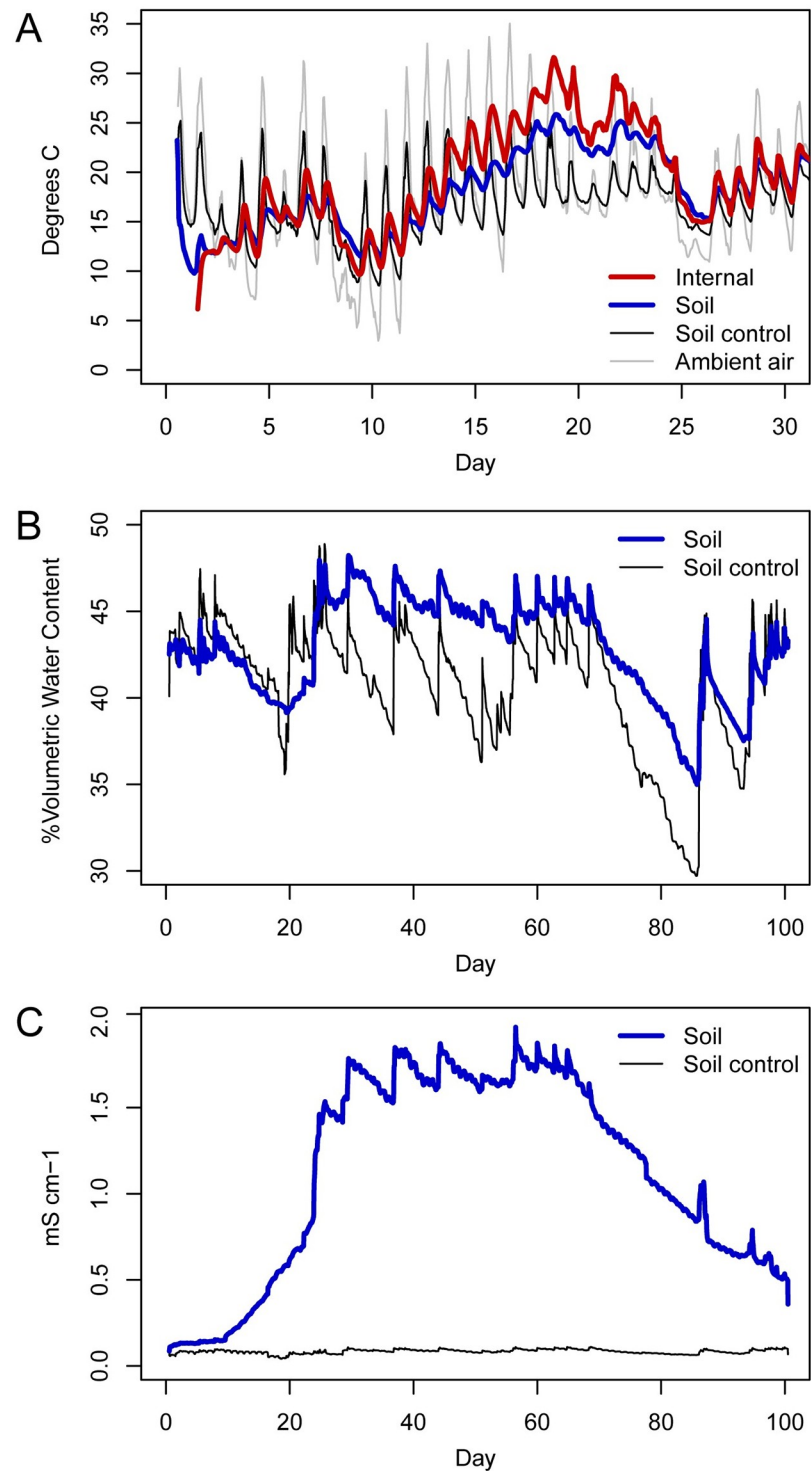 A
Degrees C
35
30
25
20
15
10
5
0
Internal
Soil
Soil control
Ambient air
0 5 10 15 20 25 30
Day
B
%Volumetric Water Content
50
45
40
35
30
Soil
Soil control
0 20 40 60 80 100
Day
C
mS cm−1
2.0
1.5
1.0
0.5
0.0
Soil
Soil control
0 20 40 60 80 100
Day